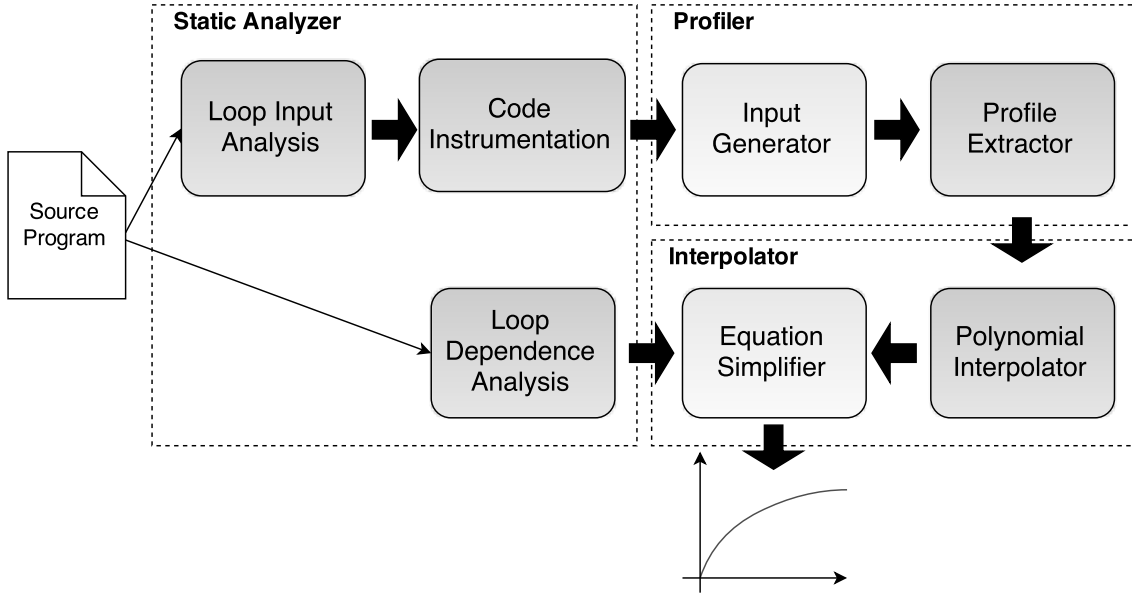 Static Analyzer
Profiler
Loop Input
Analysis
Code
Instrumentation
Input
Generator
Profile
Extractor
Source
Program
Interpolator
Loop
Dependence
Analysis
Equation
Simplifier
Polynomial
Interpolator